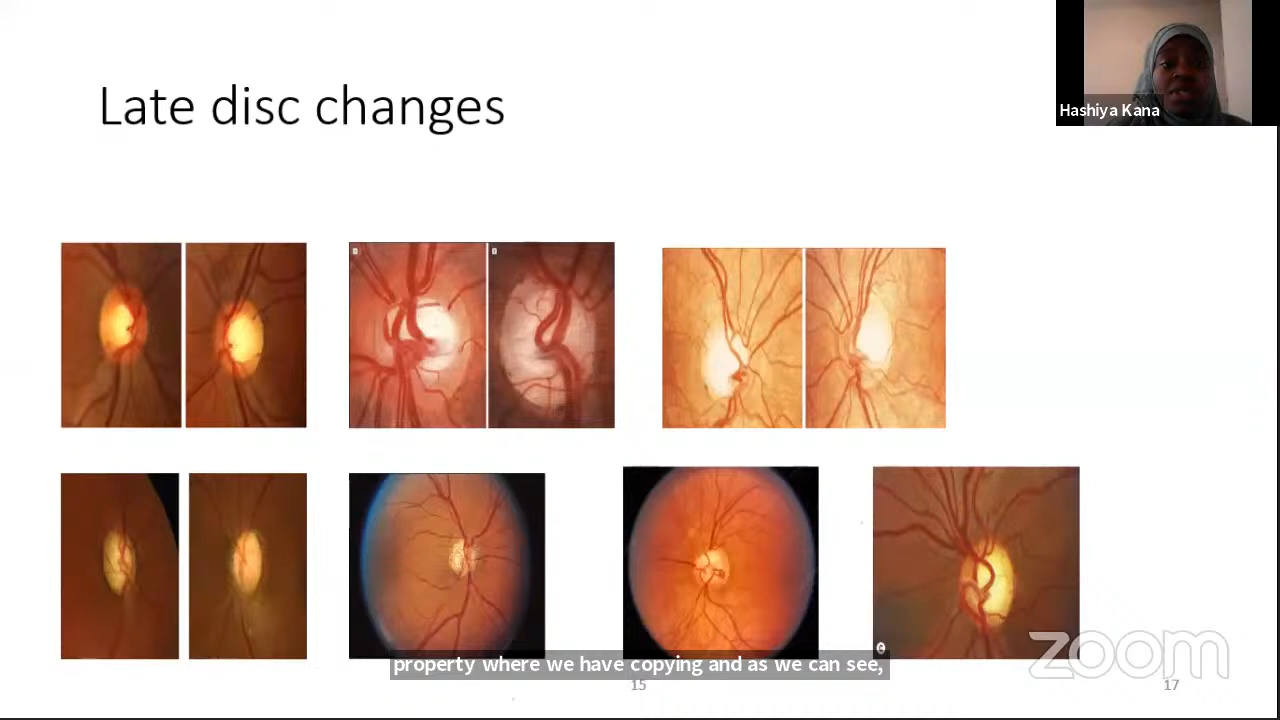 Late disc changes
Hashiya Kana
property where we have copying and as we can see,
15
17
zoom